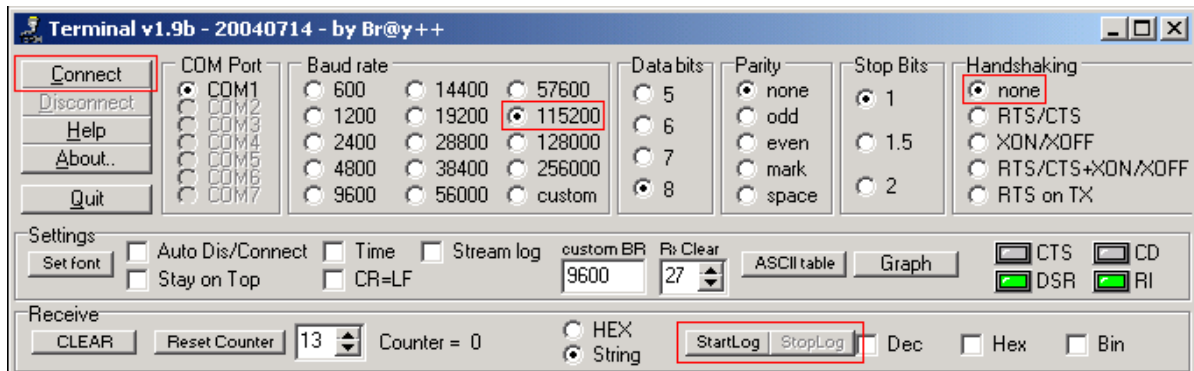 Terminal v1.9b - 20040714 - by Br@y++
Connect
Disconnect
Help
About..
Quit
COM Port
COM1
COM2
COM3
COM4
COM5
COM6
COM7
Baud rate
600 14400 57600
1200 19200 115200
2400 28800 128000
4800 38400 256000
9600 56000 custom
Data bits
5
6
7
8
Parity
none
odd
even
mark
space
Stop Bits
1
1.5
2
Handshaking
none
RTS/CTS
XON/XOFF
RTS/CTS+XON/XOFF
RTS on TX
Settings
Set font
Auto Dis/Connect Time Stream log
Stay on Top CR=LF
custom BR
9600
Clear
27
ASCII table
Graph
CTS CD
DSR RI
Receive
CLEAR
Reset Counter
13
Counter = 0
HEX
String
StartLog StopLog
Dec Hex Bin